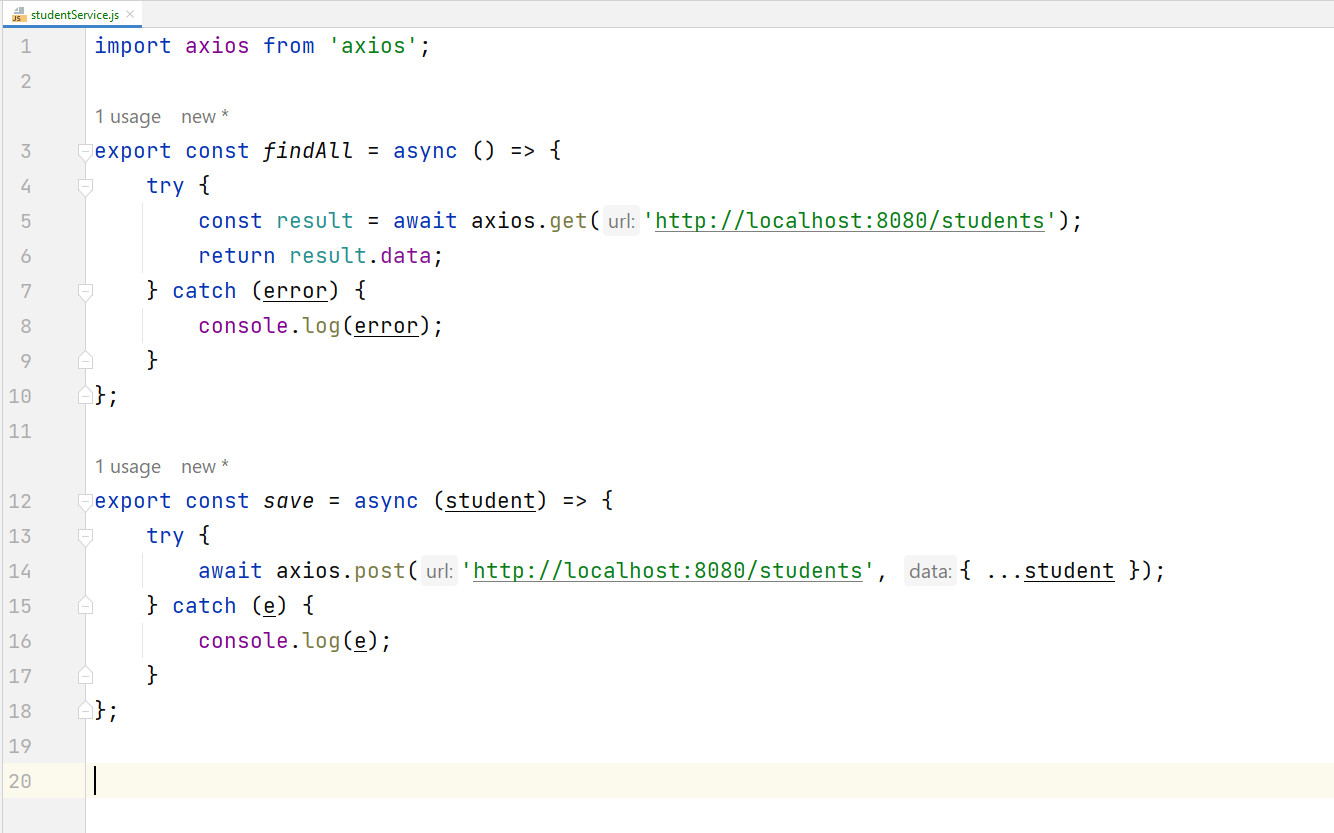 studentService.js
1 import axios from 'axios';
2
1 usage new *
3 export const findAll = async () => {
4 try {
5 const result = await axios.get( url: 'http://localhost:8080/students');
6 return result.data;
7 } catch (error) {
8 console.log(error);
9 }
10 };
11
1 usage new *
12 export const save = async (student) => {
13 try {
14 await axios.post( url: 'http://localhost:8080/students', data: { ...student });
15 } catch (e) {
16 console.log(e);
17 }
18 };
19
20